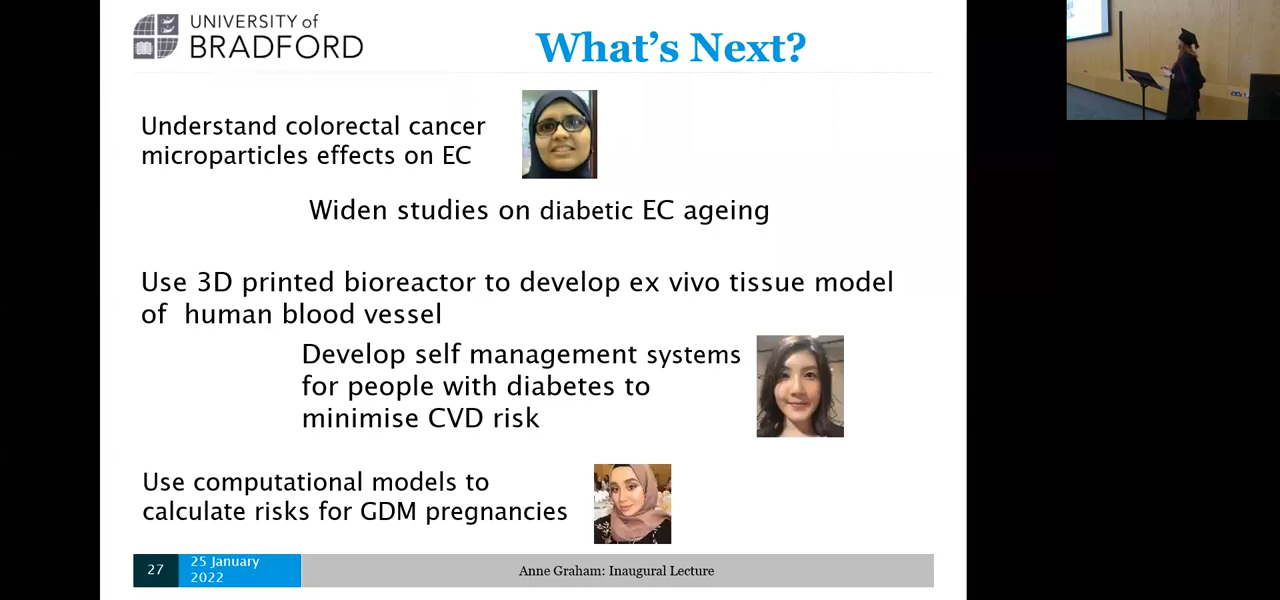 UNIVERSITY of
BRADFORD
What's Next?
Understand colorectal cancer
microparticles effects on EC
Widen studies on diabetic EC ageing
Use 3D printed bioreactor to develop ex vivo tissue model
of human blood vessel
Develop self management systems
for people with diabetes to
minimise CVD risk
Use computational models to
calculate risks for GDM pregnancies
27
25 January
2022
Anne Graham: Inaugural Lecture